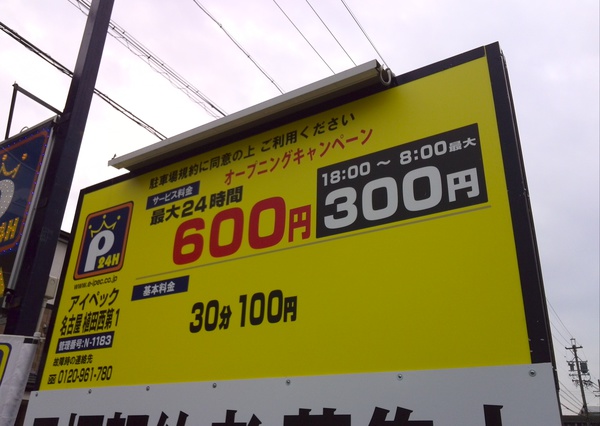 駐車場規約に同意の上 ご利用ください
オープニングキャンペーン
サービス料金
最大24時間
600円
18:00 ～ 8:00最大
300円
P
24H
www.e-pec.co.jp
アイペック
名古屋 植田西第1
管理番号:N-1183
故障時の連絡先
0120-961-780
基本料金
30分 100円